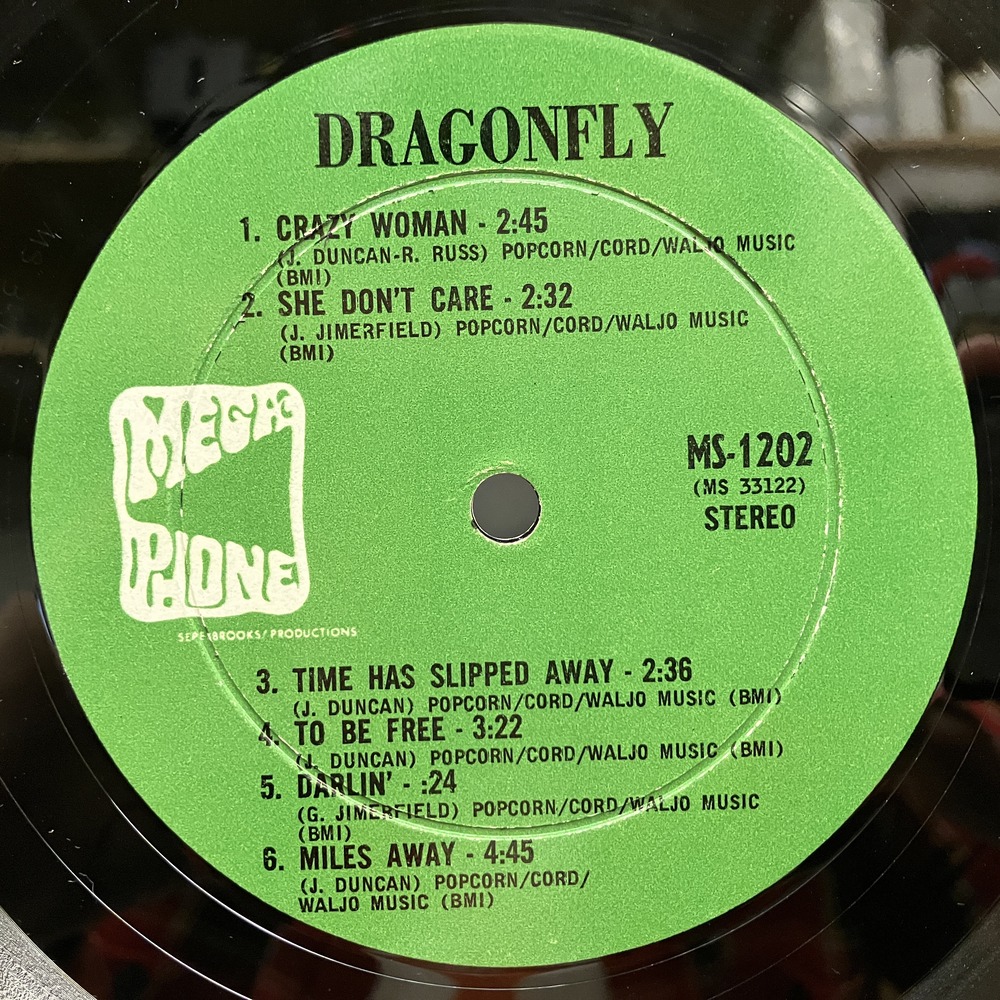 DRAGONFLY
1. CRAZY WOMAN - 2:45
(J. DUNCAN-R. RUSS) POPCORN/CORD/WALJO MUSIC
(BMI)
2. SHE DON'T CARE - 2:32
(J. JIMERFIELD) POPCORN/CORD/WALJO MUSIC
(BMI)
MEGA
PHONE
MS-1202
(MS 33122)
STEREO
PRODUCTIONS
3. TIME HAS SLIPPED AWAY - 2:36
(J. DUNCAN) POPCORN/CORD/WALJO MUSIC (BMI)
4. TO BE FREE - 3:22
(J. DUNCAN) POPCORN/CORD/WALJO MUSIC (BMI)
5. DARLIN' - :24
(G. JIMERFIELD) POPCORN/CORD/WALJO MUSIC
(BMI)
6. MILES AWAY - 4:45
(J. DUNCAN) POPCORN/CORD/
WALJO MUSIC (BMI)